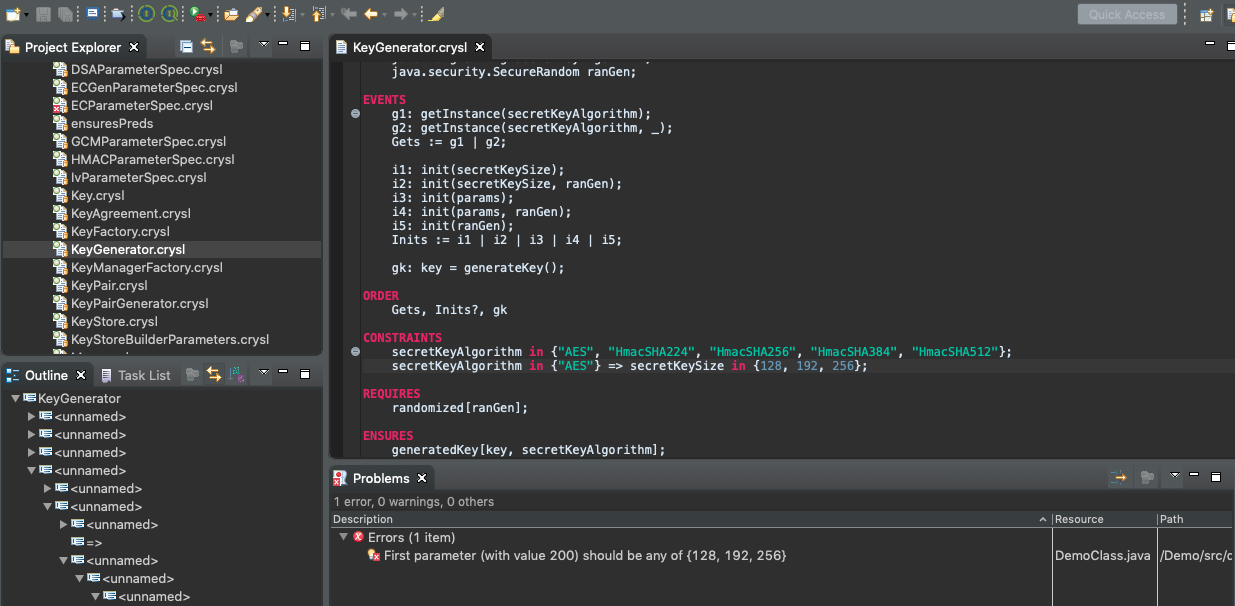 Quick Access
Project Explorer
DSAParameterSpec.crysl
ECGenParameterSpec.crysl
ECParameterSpec.crysl
ensuresPreds
GCMParameterSpec.crysl
HMACParameterSpec.crysl
IvParameterSpec.crysl
Key.crysl
KeyAgreement.crysl
KeyFactory.crysl
KeyGenerator.crysl
KeyManagerFactory.crysl
KeyPair.crysl
KeyPairGenerator.crysl
KeyStore.crysl
KeyStoreBuilderParameters.crysl
Outline
Task List
KeyGenerator
<unnamed>
<unnamed>
<unnamed>
<unnamed>
<unnamed>
<unnamed>
<unnamed>
=>
<unnamed>
<unnamed>
<unnamed>
KeyGenerator.crysl
java.security.SecureRandom ranGen;
EVENTS
g1: getInstance(secretKeyAlgorithm);
g2: getInstance(secretKeyAlgorithm, _);
Gets := g1 | g2;
i1: init(secretKeySize);
i2: init(secretKeySize, ranGen);
i3: init(params);
i4: init(params, ranGen);
i5: init(ranGen);
Inits := i1 | i2 | i3 | i4 | i5;
gk: key = generateKey();
ORDER
Gets, Inits?, gk
CONSTRAINTS
secretKeyAlgorithm in {"AES", "HmacSHA224", "HmacSHA256", "HmacSHA384", "HmacSHA512"};
secretKeyAlgorithm in {"AES"} => secretKeySize in {128, 192, 256};
REQUIRES
randomized[ranGen];
ENSURES
generatedKey[key, secretKeyAlgorithm];
Problems
1 error, 0 warnings, 0 others
Description Resource Path
Errors (1 item)
First parameter (with value 200) should be any of {128, 192, 256} DemoClass.java /Demo/src/c